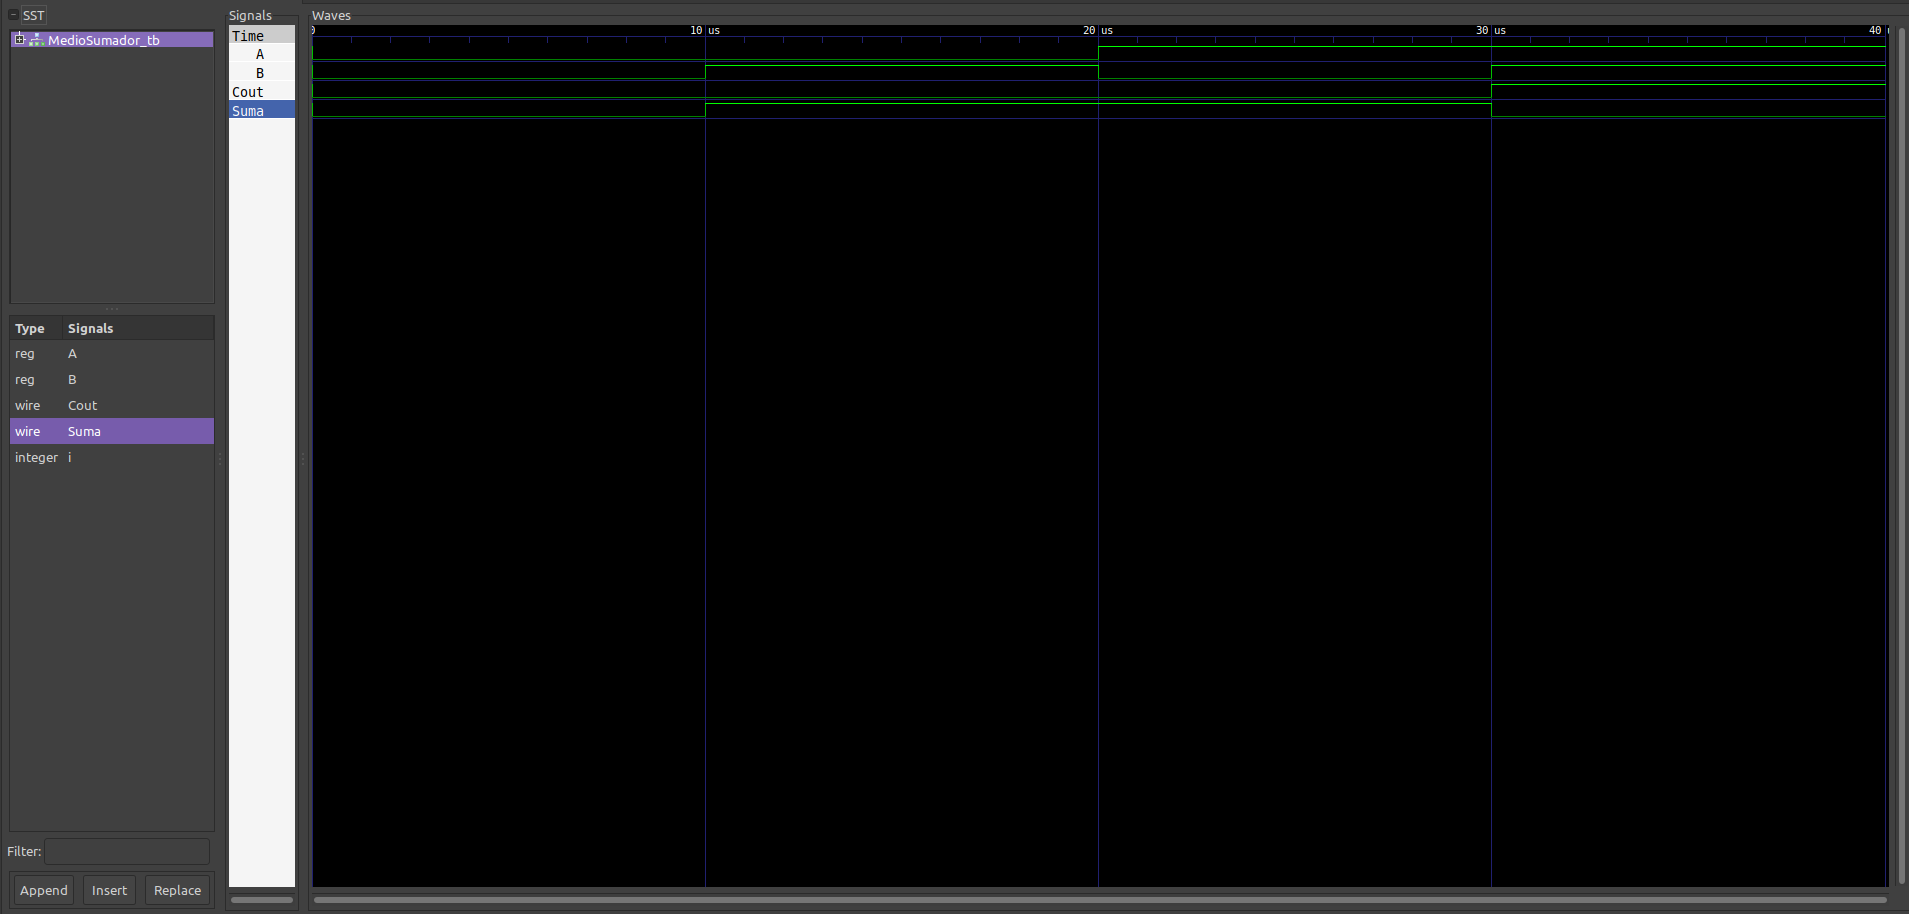 SST
MedioSumador_tb
Type Signals
reg A
reg B
wire Cout
wire Suma
integer i
Filter:
Append Insert Replace
Signals
Time
A
B
Cout
Suma
Waves
10 us 20 us 30 us 40